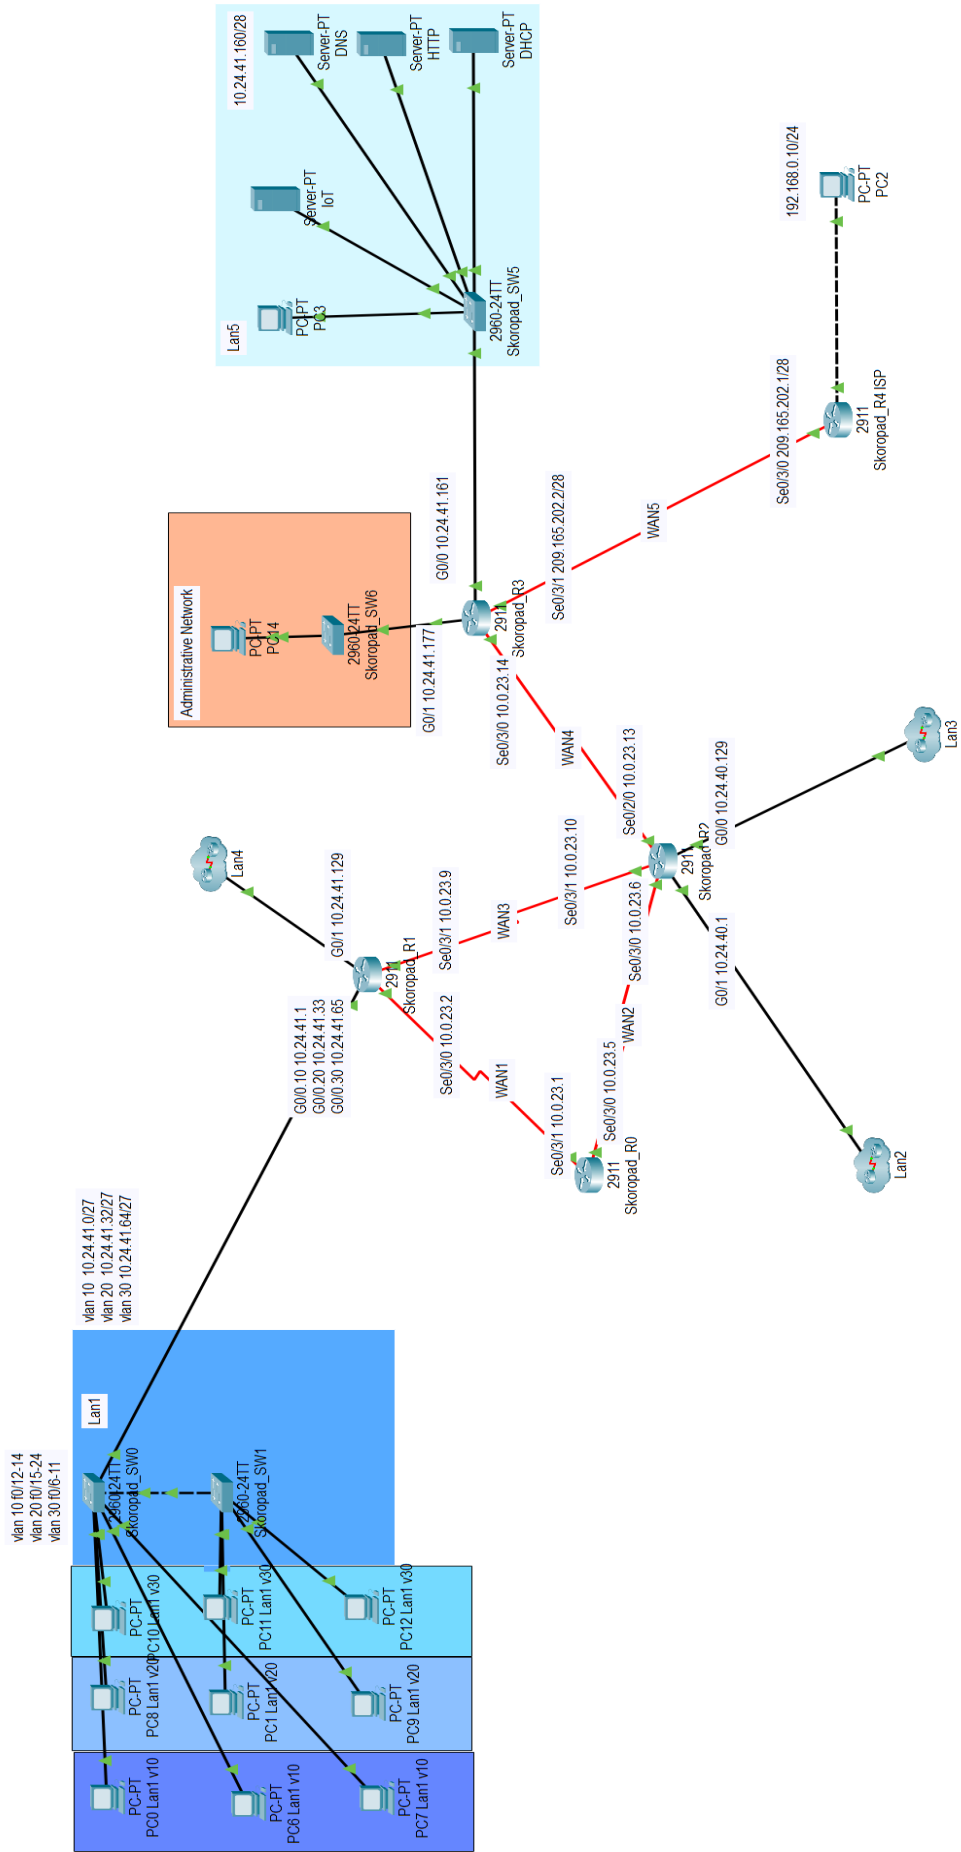 vlan 10 f0/12-14
vlan 20 f0/15-24
vlan 30 f0/6-11
vlan 10 10.24.41.0/27
vlan 20 10.24.41.32/27
vlan 30 10.24.41.64/27
Lan1
2960-24TT
Skoropad_SW0
2960-24TT
Skoropad_SW1
PC-PT
PC10 Lan1 v30
PC-PT
PC11 Lan1 v30
PC-PT
PC12 Lan1 v30
PC-PT
PC8 Lan1 v20
PC-PT
PC1 Lan1 v20
PC-PT
PC9 Lan1 v20
PC-PT
PC0 Lan1 v10
PC-PT
PC6 Lan1 v10
PC-PT
PC7 Lan1 v10
G0/0.10 10.24.41.1
G0/0.20 10.24.41.33
G0/0.30 10.24.41.65
Lan4
G0/1 10.24.41.129
2911
Skoropad_R1
Se0/3/0 10.0.23.2
Se0/3/1 10.0.23.9
WAN1
WAN3
Se0/3/1 10.0.23.1
Se0/3/0 10.0.23.5
2911
Skoropad_R0
WAN2
Se0/3/1 10.0.23.10
Se0/3/0 10.0.23.6
Se0/2/0 10.0.23.13
2911
Skoropad_R2
G0/1 10.24.40.1
G0/0 10.24.40.129
Lan2
Lan3
WAN4
Administrative Network
PC-PT
PC14
2960-24TT
Skoropad_SW6
G0/1 10.24.41.177
G0/0 10.24.41.161
Se0/3/0 10.0.23.14
2911
Skoropad_R3
Se0/3/1 209.165.202.2/28
WAN5
Se0/3/0 209.165.202.1/28
2911
Skoropad_R4 ISP
192.168.0.10/24
PC-PT
PC2
Lan5
10.24.41.160/28
PC-PT
PC3
Server-PT
IoT
Server-PT
DNS
Server-PT
HTTP
Server-PT
DHCP
2960-24TT
Skoropad_SW5